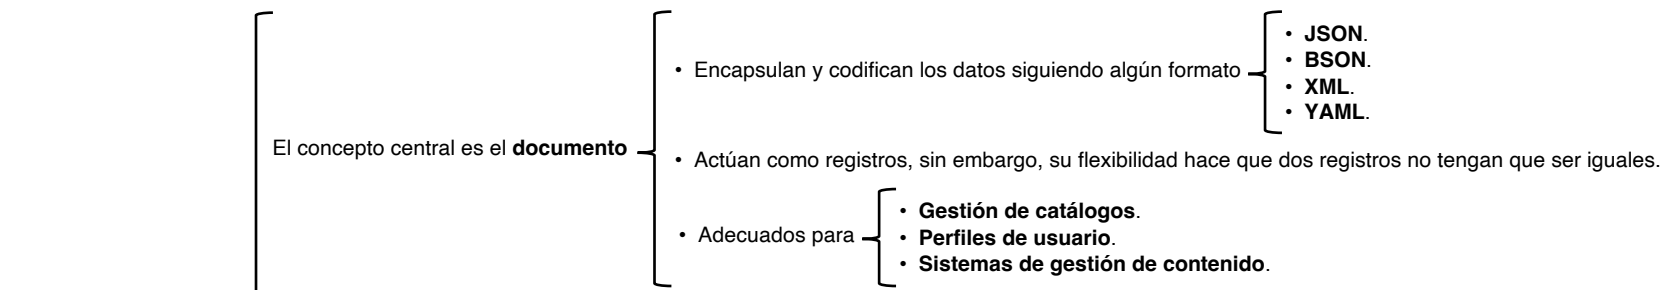 El concepto central es el documento
• Encapsulan y codifican los datos siguiendo algún formato
• JSON.
• BSON.
• XML.
• YAML.
• Actúan como registros, sin embargo, su flexibilidad hace que dos registros no tengan que ser iguales.
• Adecuados para
• Gestión de catálogos.
• Perfiles de usuario.
• Sistemas de gestión de contenido.